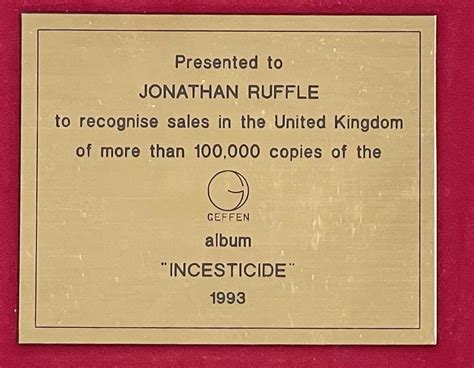 Presented to
JONATHAN RUFFLE
to recognise sales in the United Kingdom
of more than 100,000 copies of the
GEFFEN
album
"INCESTICIDE"
1993